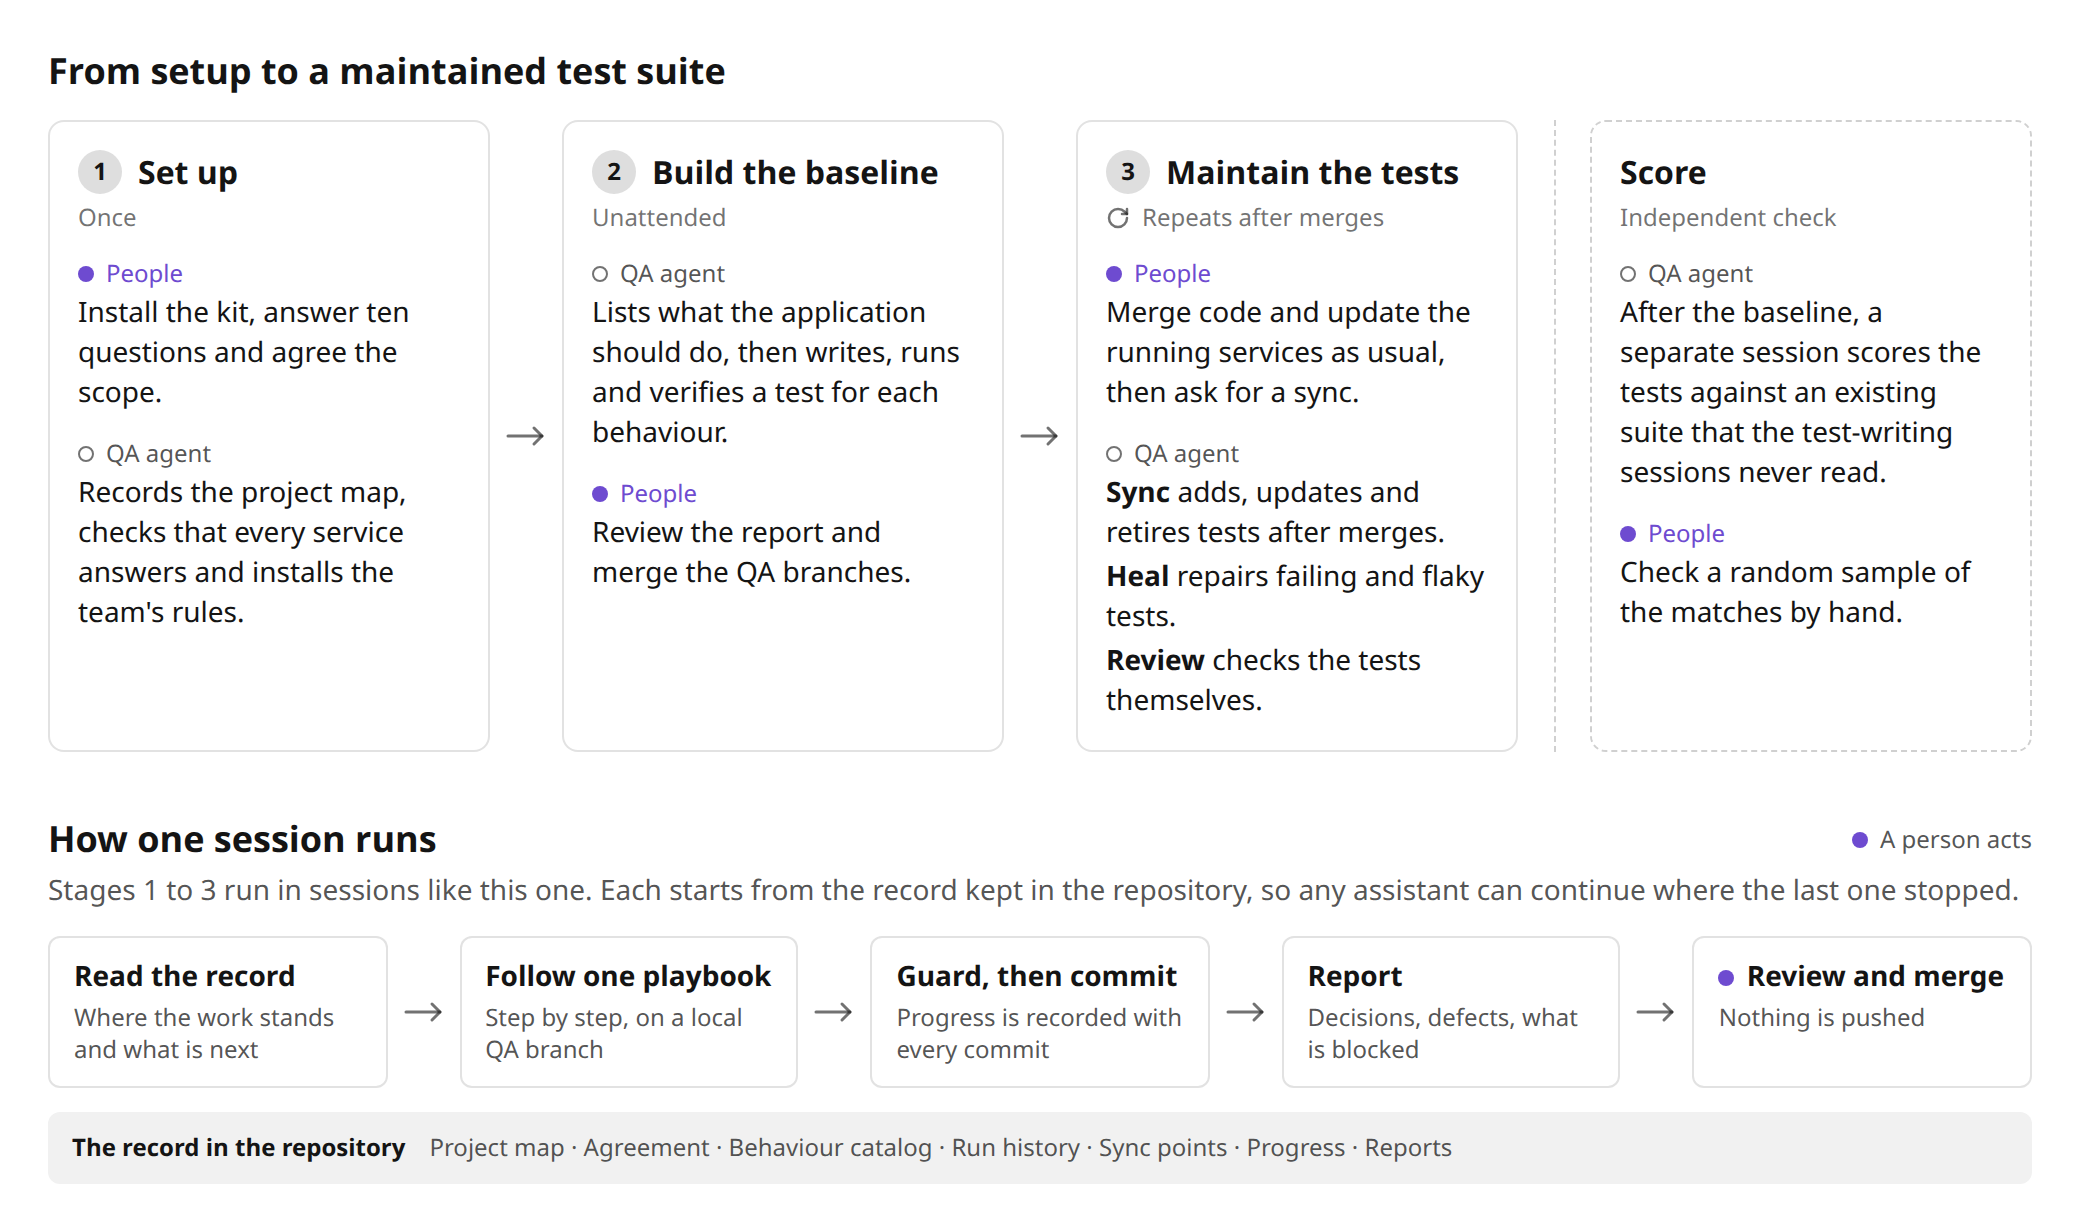 From setup to a maintained test suite
1 Set up
Once
People
Install the kit, answer ten
questions and agree the
scope.
QA agent
Records the project map,
checks that every service
answers and installs the
team's rules.
2 Build the baseline
Unattended
QA agent
Lists what the application
should do, then writes, runs
and verifies a test for each
behaviour.
People
Review the report and
merge the QA branches.
3 Maintain the tests
Repeats after merges
People
Merge code and update the
running services as usual,
then ask for a sync.
QA agent
Sync adds, updates and
retires tests after merges.
Heal repairs failing and flaky
tests.
Review checks the tests
themselves.
Score
Independent check
QA agent
After the baseline, a
separate session scores the
tests against an existing
suite that the test-writing
sessions never read.
People
Check a random sample of
the matches by hand.
How one session runs
A person acts
Stages 1 to 3 run in sessions like this one. Each starts from the record kept in the repository, so any assistant can continue where the last one stopped.
Read the record
Where the work stands
and what is next
Follow one playbook
Step by step, on a local
QA branch
Guard, then commit
Progress is recorded with
every commit
Report
Decisions, defects, what
is blocked
Review and merge
Nothing is pushed
The record in the repository Project map · Agreement · Behaviour catalog · Run history · Sync points · Progress · Reports